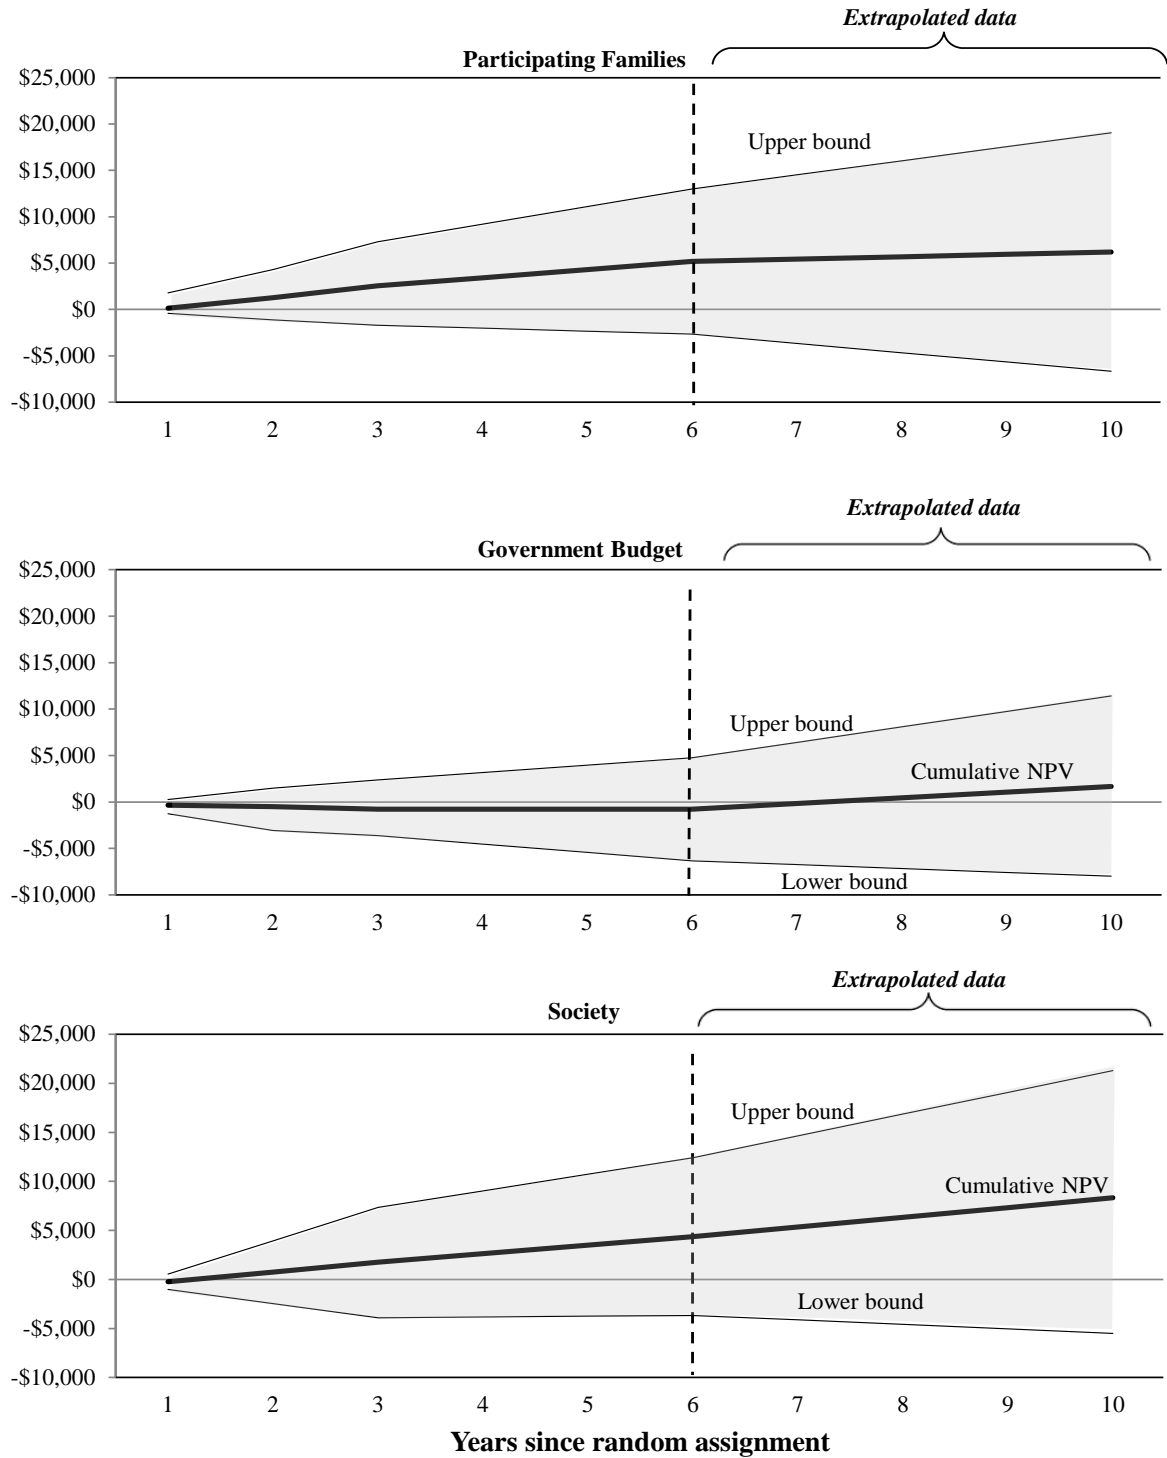 Extrapolated data
Participating Families
$25,000
$20,000
Upper bound
$15,000
$10,000
$5,000
$0
-$5,000
-$10,000
1 2 3 4 5 6 7 8 9 10
Extrapolated data
Government Budget
$25,000
$20,000
$15,000
$10,000
Upper bound
$5,000
Cumulative NPV
$0
-$5,000
Lower bound
-$10,000
1 2 3 4 5 6 7 8 9 10
Extrapolated data
Society
$25,000
$20,000
Upper bound
$15,000
$10,000
Cumulative NPV
$5,000
$0
Lower bound
-$5,000
-$10,000
1 2 3 4 5 6 7 8 9 10
Years since random assignment